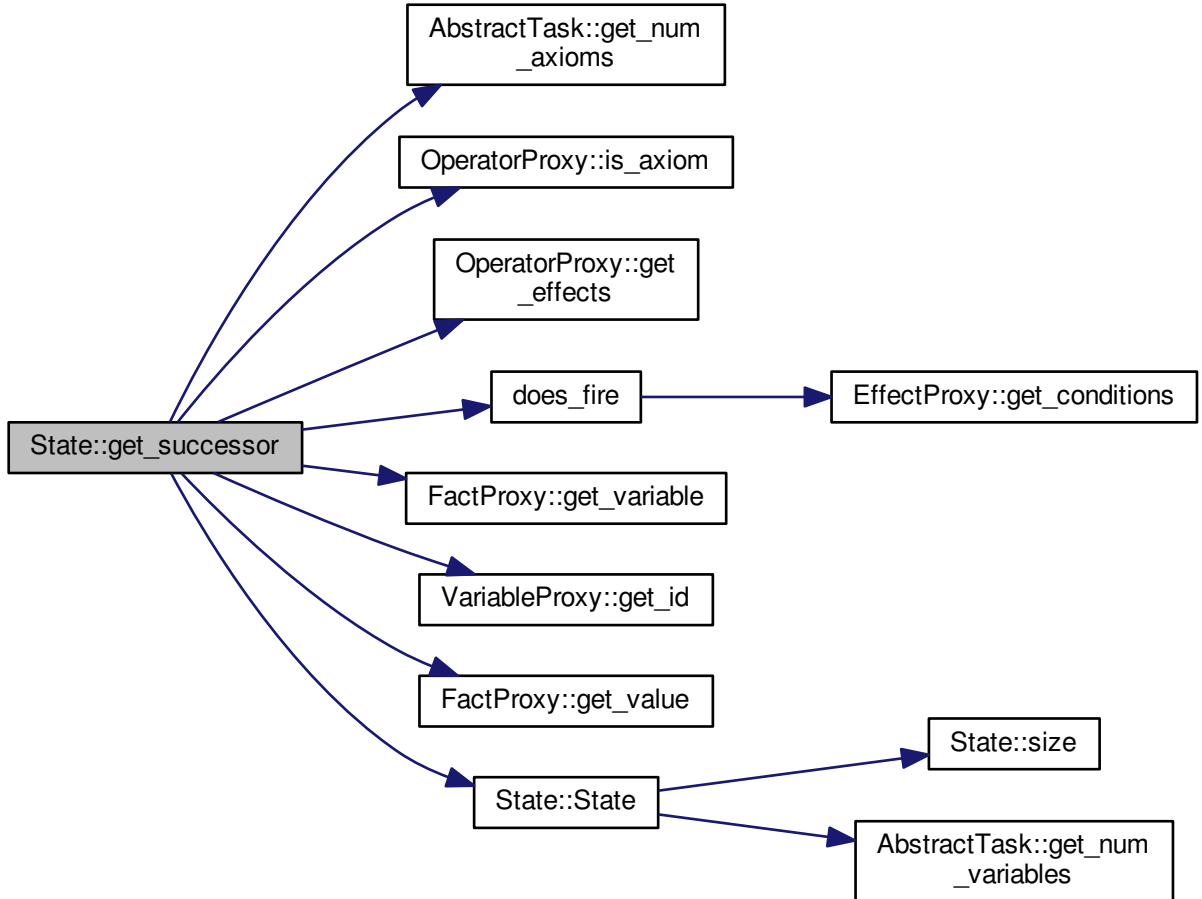 AbstractTask::get_num
_axioms
OperatorProxy::is_axiom
OperatorProxy::get
_effects
does_fire
EffectProxy::get_conditions
State::get_successor
FactProxy::get_variable
VariableProxy::get_id
FactProxy::get_value
State::size
State::State
AbstractTask::get_num
_variables